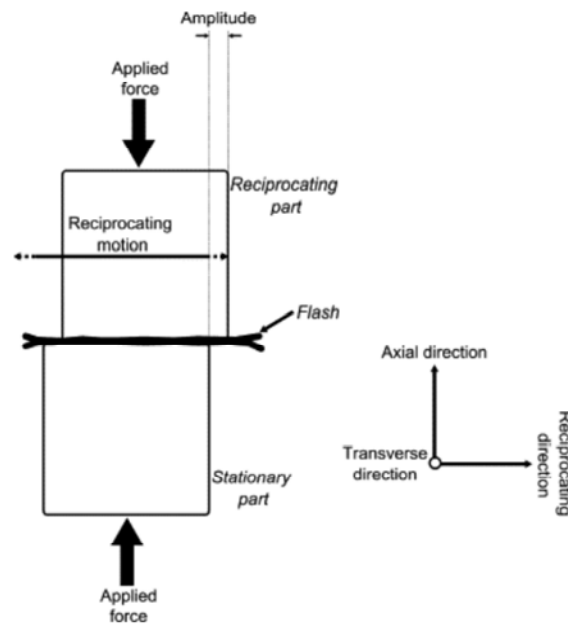 Amplitude
Applied
force
Reciprocating
part
Reciprocating
motion
Flash
Axial direction
Transverse
direction
Reciprocating
direction
Stationary
part
Applied
force